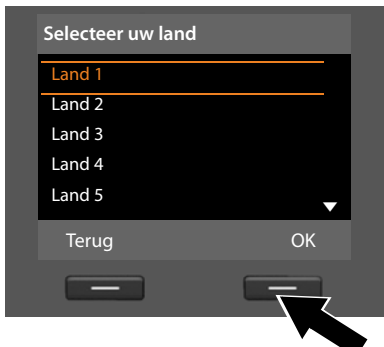 Selecteer uw land
Land 1
Land 2
Land 3
Land 4
Land 5
Terug OK